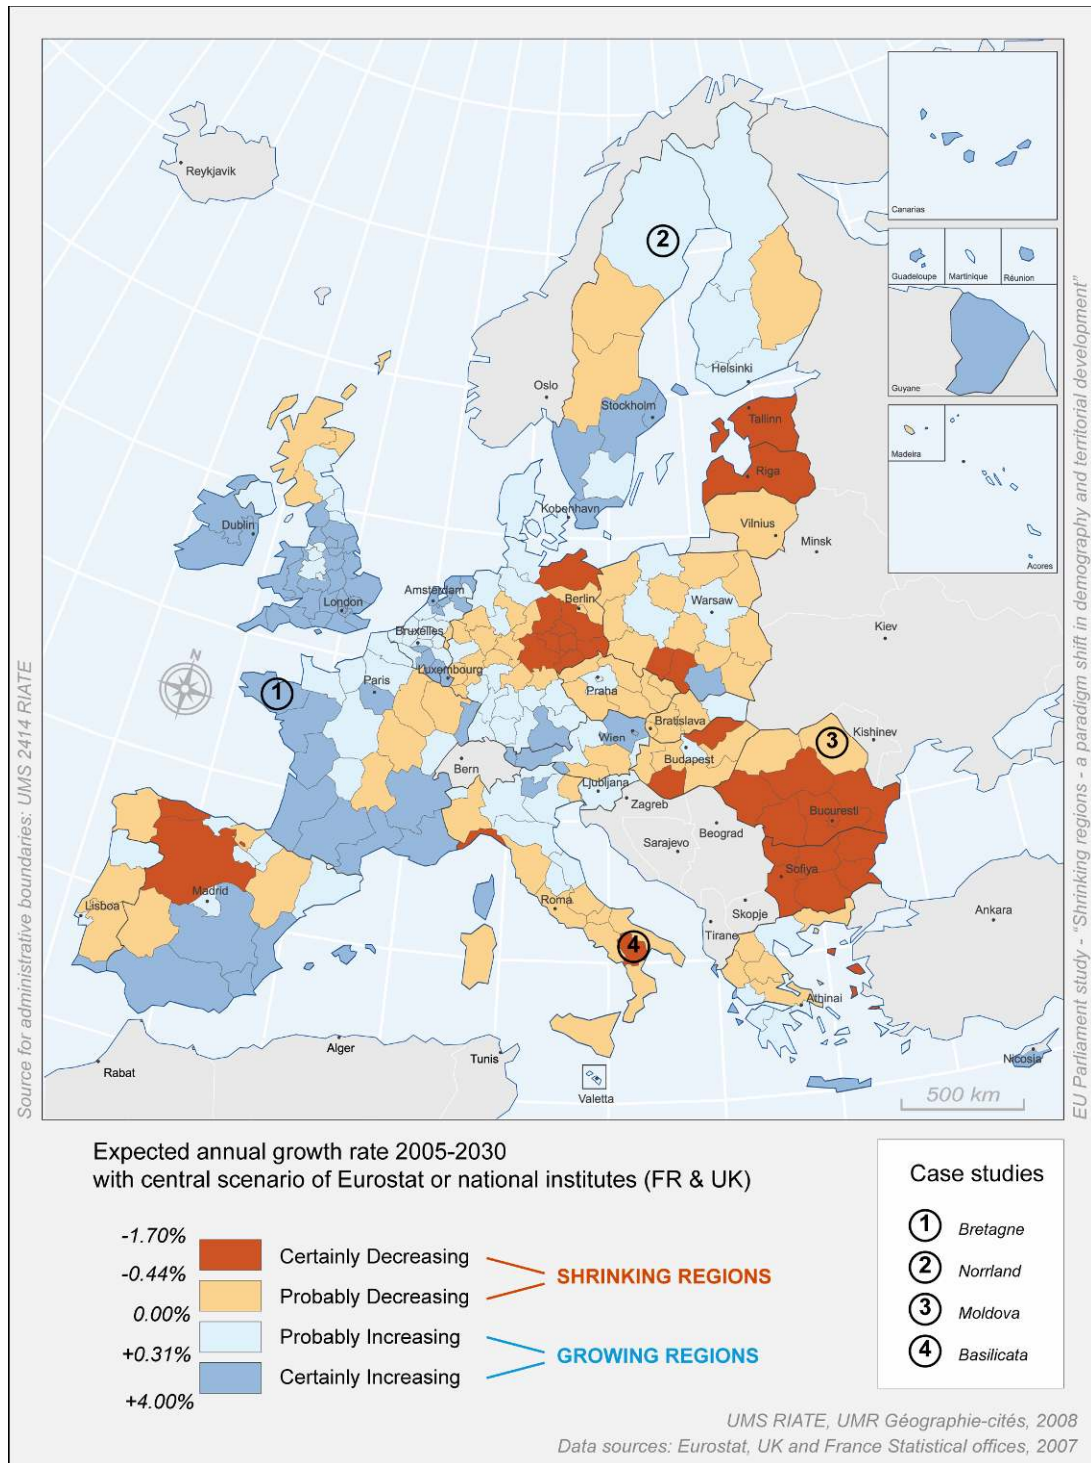 Reykjavik
Canarias
Guadeloupe
Martinique
Réunion
Guyane
Madeira
Acores
Oslo
Stockholm
Helsinki
Tallinn
Riga
Vilnius
Minsk
Kobenhavn
Dublin
London
Amsterdam
Bruxelles
Luxembourg
Berlin
Warsaw
Kiev
Paris
Praha
Bratislava
Wien
Budapest
Kishinev
Bern
Ljubljana
Zagreb
Beograd
Sarajevo
Bucuresti
Sofiya
Skopje
Tirane
Madrid
Lisboa
Roma
Ankara
Athinai
Nicosia
Rabat
Alger
Tunis
Valetta
N
1
2
3
4
500 km
Source for administrative boundaries: UMS 2414 RIATE
EU Parliament study - "Shrinking regions - a paradigm shift in demography and territorial development"
Expected annual growth rate 2005-2030
with central scenario of Eurostat or national institutes (FR & UK)
-1.70%
Certainly Decreasing
-0.44%
SHRINKING REGIONS
Probably Decreasing
0.00%
Probably Increasing
+0.31%
GROWING REGIONS
Certainly Increasing
+4.00%
Case studies
1 Bretagne
2 Norrland
3 Moldova
4 Basilicata
UMS RIATE, UMR Géographie-cités, 2008
Data sources: Eurostat, UK and France Statistical offices, 2007